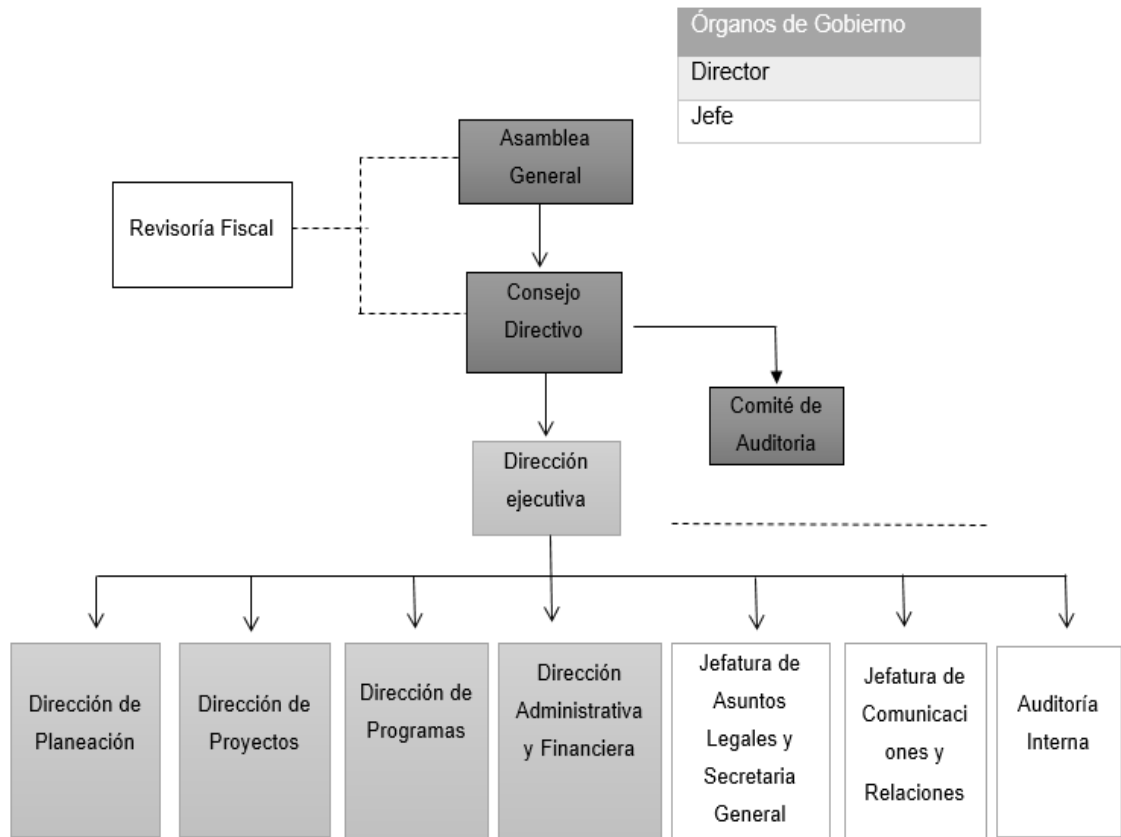 Órganos de Gobierno
Director
Jefe
Asamblea
General
Revisoría Fiscal
Consejo
Directivo
Comité de
Auditoria
Dirección
ejecutiva
Dirección de
Planeación
Dirección de
Proyectos
Dirección de
Programas
Dirección
Administrativa
y Financiera
Jefatura de
Asuntos
Legales y
Secretaria
General
Jefatura de
Comunicaci
ones y
Relaciones
Auditoría
Interna